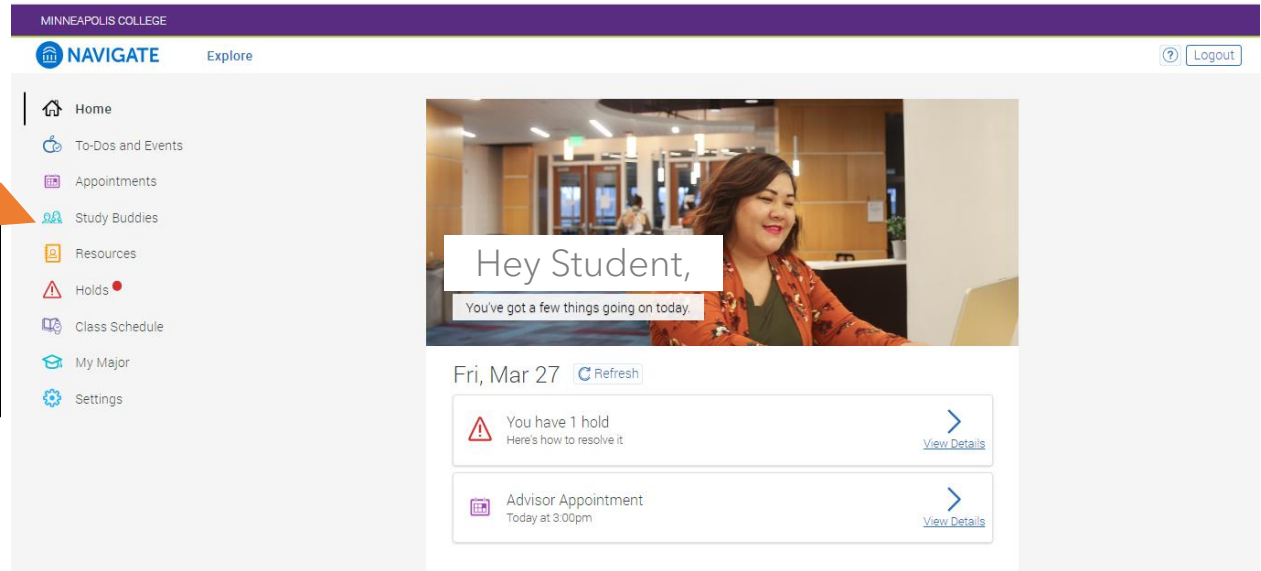 MINNEAPOLIS COLLEGE
NAVIGATE Explore ? Logout
Home
To-Dos and Events
Appointments
Study Buddies
Resources
Holds
Class Schedule
My Major
Settings
Hey Student,
You've got a few things going on today.
Fri, Mar 27 Refresh
You have 1 hold
Here's how to resolve it
View Details
Advisor Appointment
Today at 3:00pm
View Details